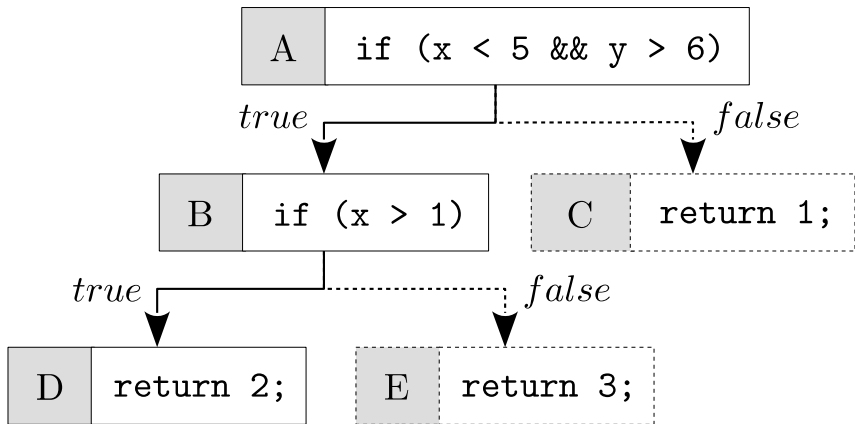 A if (x < 5 && y > 6)
true false
B if (x > 1) C return 1;
true false
D return 2; E return 3;